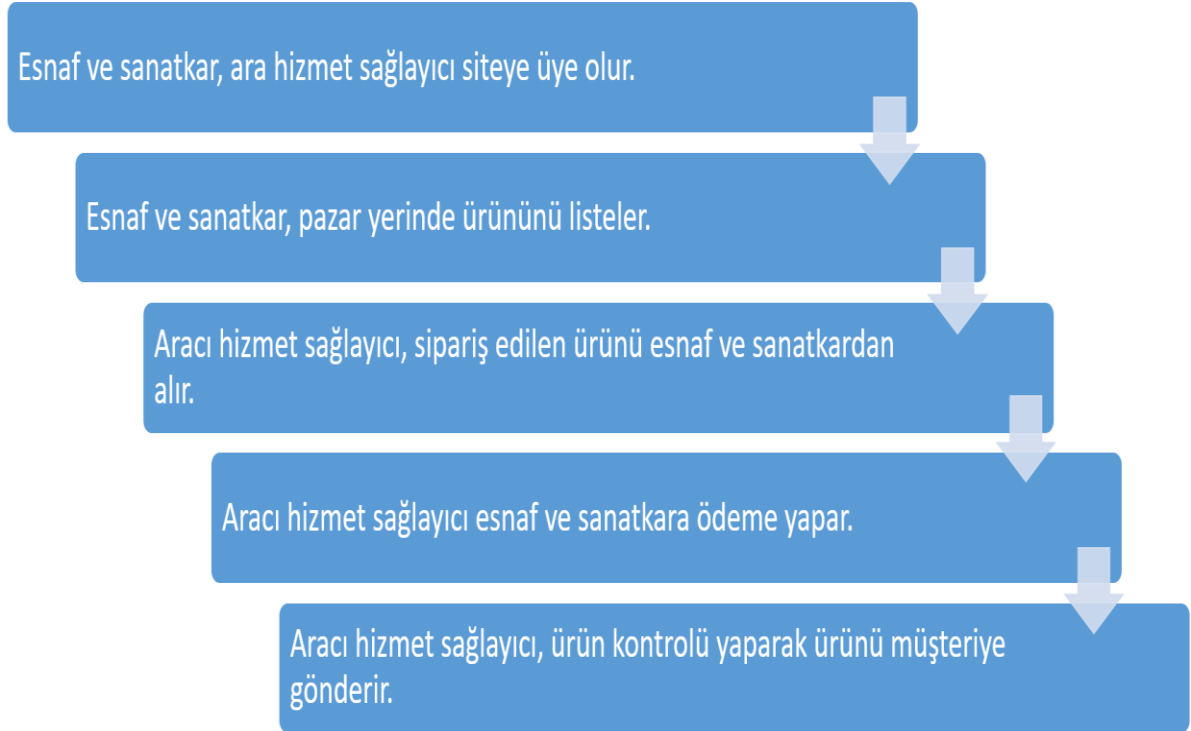 Esnaf ve sanatkar, ara hizmet sağlayıcı siteye üye olur.
Esnaf ve sanatkar, pazar yerinde ürününü listeler.
Aracı hizmet sağlayıcı, sipariş edilen ürünü esnaf ve sanatkardan
alır.
Aracı hizmet sağlayıcı esnaf ve sanatkara ödeme yapar.
Aracı hizmet sağlayıcı, ürün kontrolü yaparak ürünü müşteriye
gönderir.